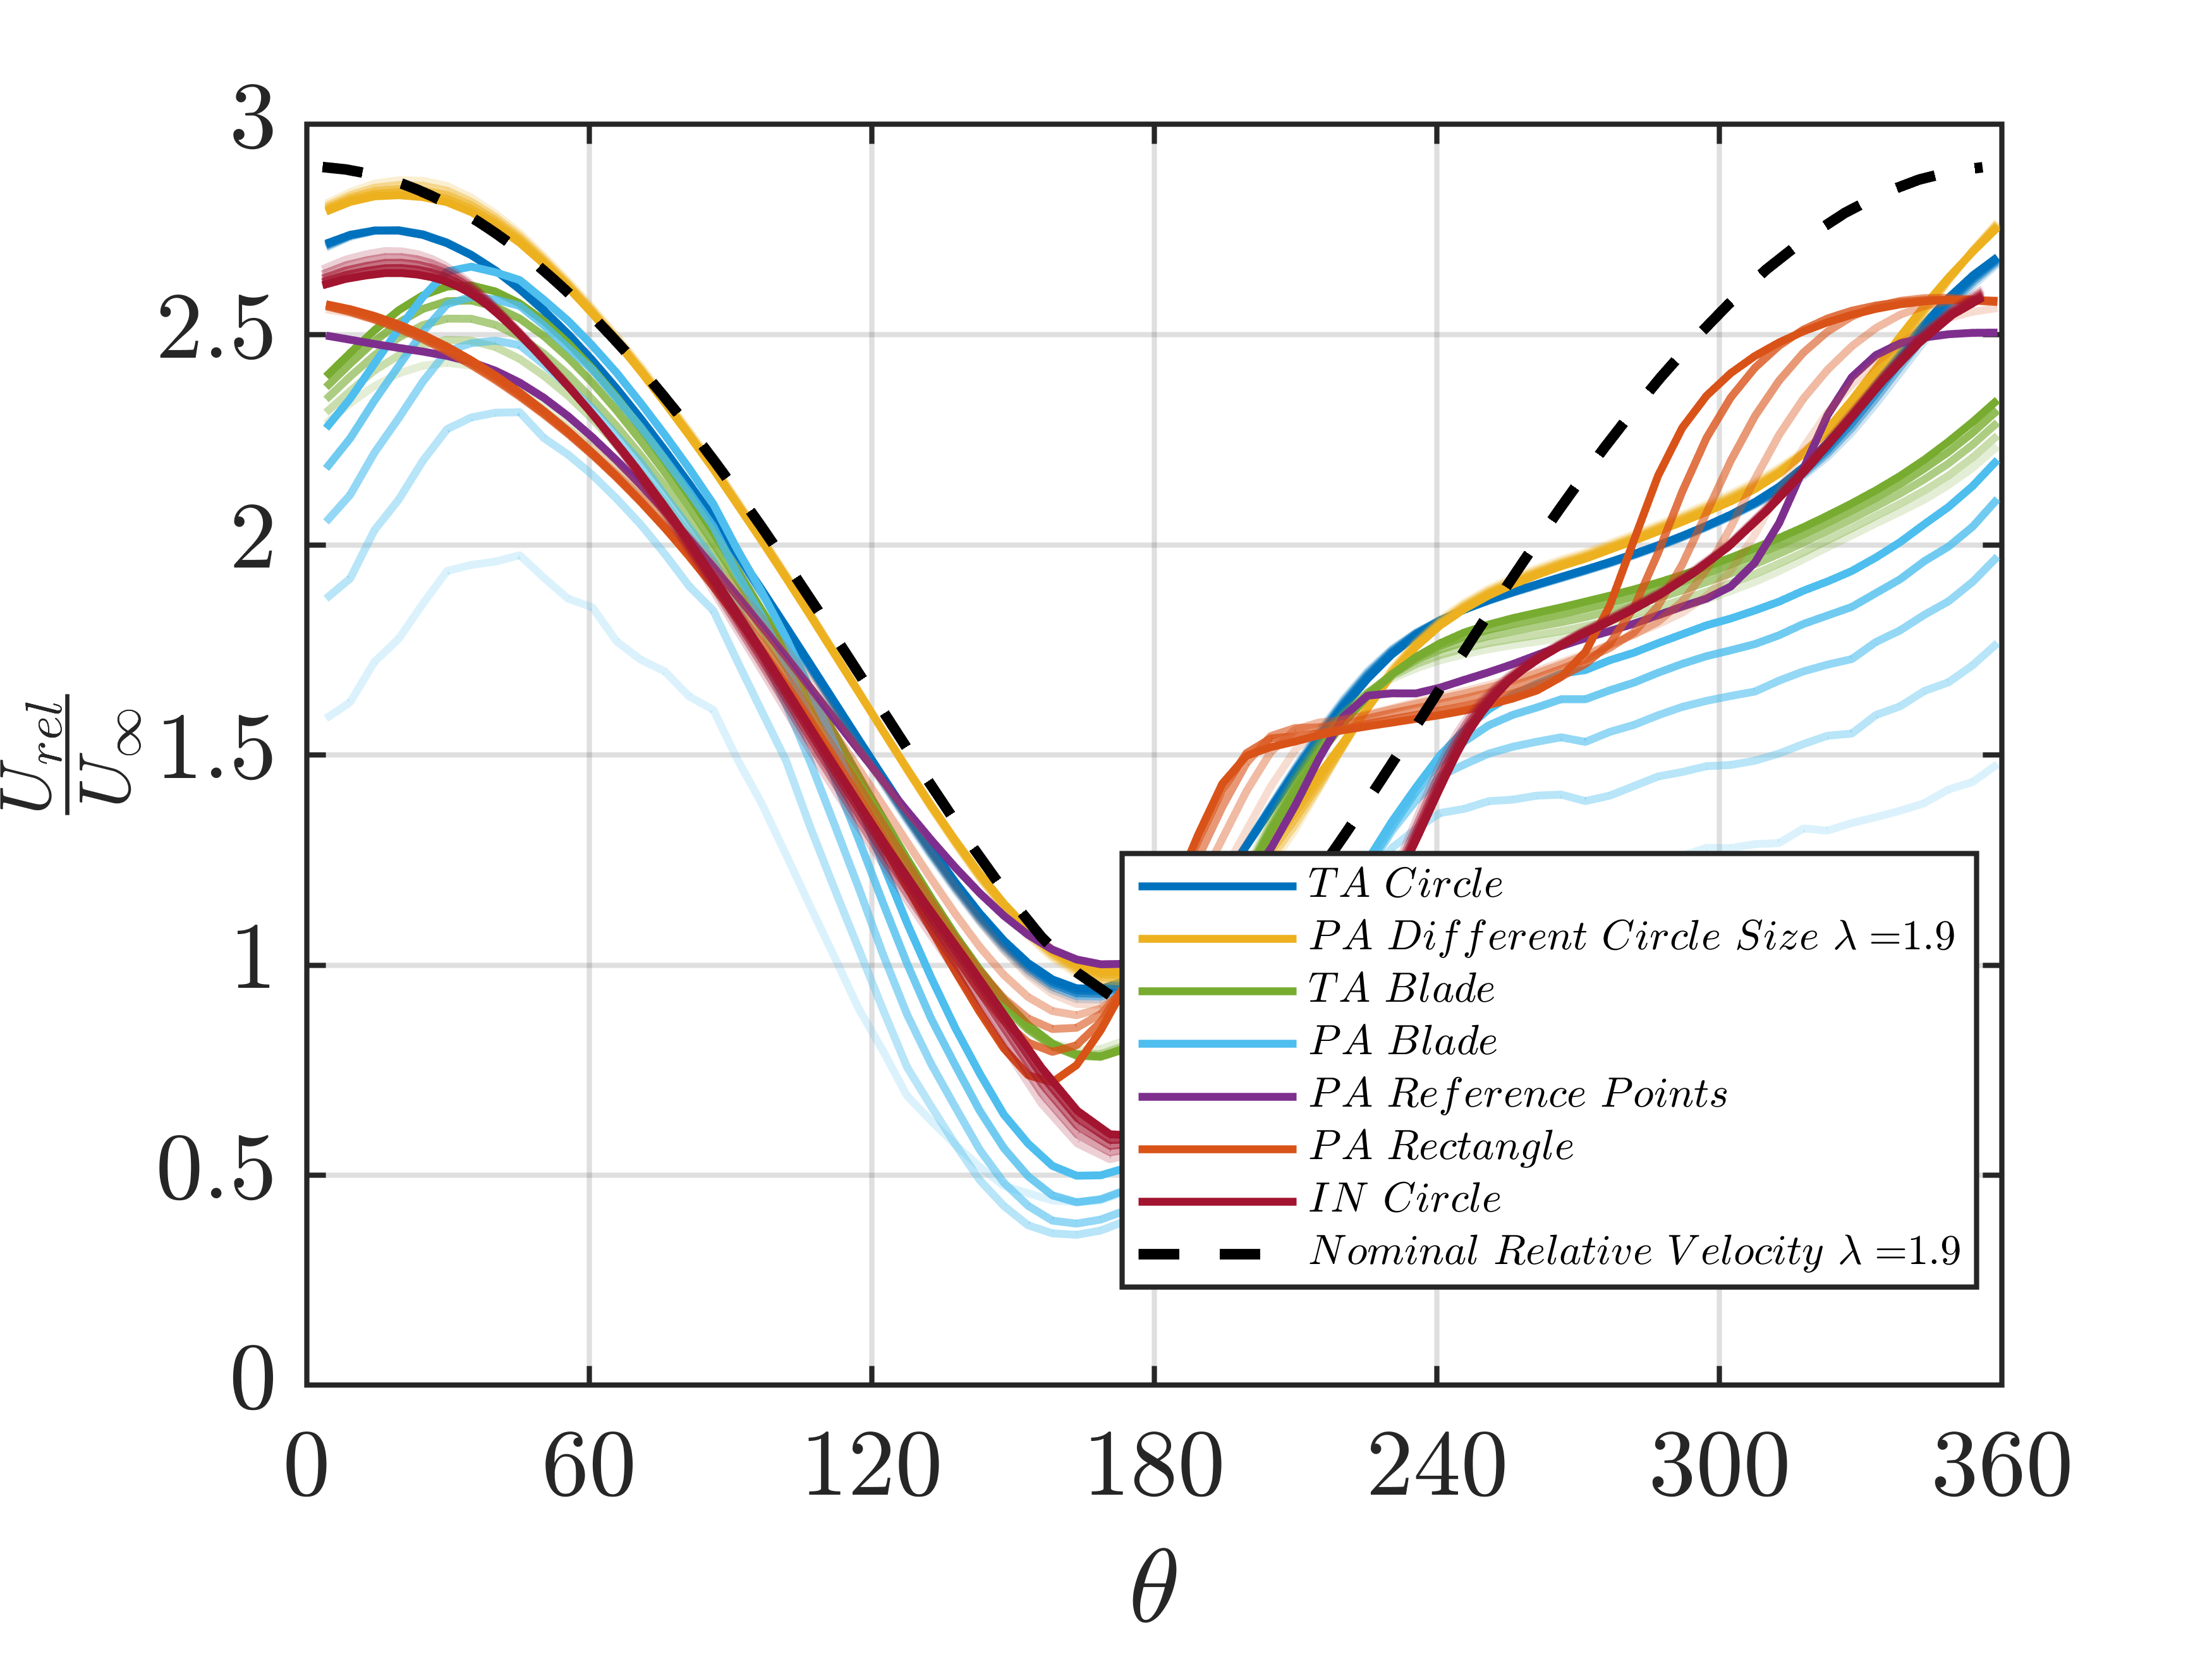 3
2.5
2
1.5
1
0.5
0
U_rel
U_∞
0 60 120 180 240 300 360
θ
TA Circle
PA Different Circle Size λ =1.9
TA Blade
PA Blade
PA Reference Points
PA Rectangle
IN Circle
Nominal Relative Velocity λ =1.9